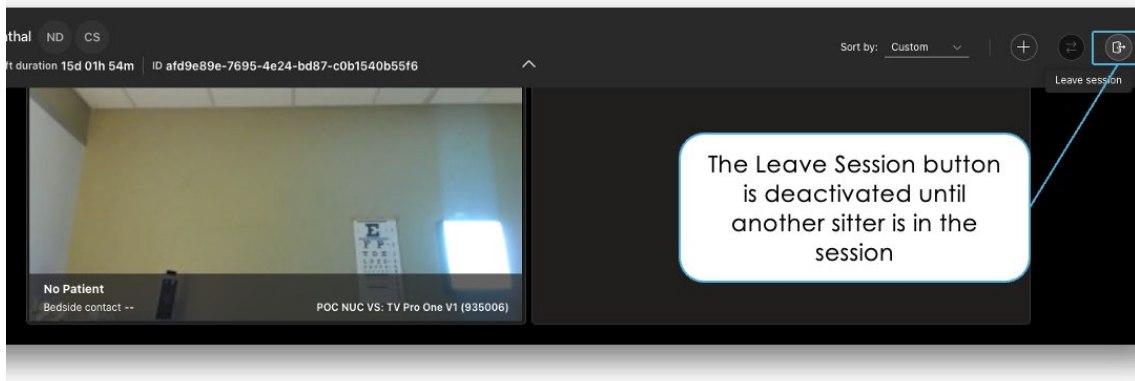 thal ND CS
ft duration 15d 01h 54m ID afd9e89e-7695-4e24-bd87-c0b1540b55f6
Sort by: Custom
Leave session
The Leave Session button
is deactivated until
another sitter is in the
session
E
F P
No Patient
Bedside contact --
POC NUC VS: TV Pro One V1 (935006)